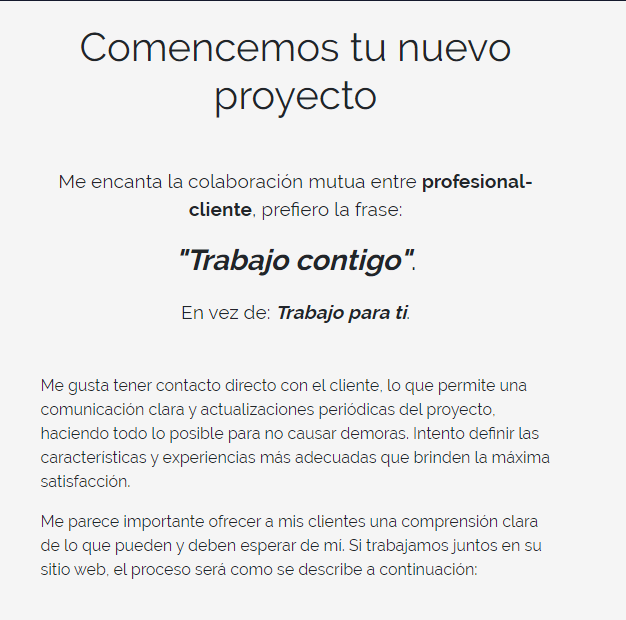 Comencemos tu nuevo
proyecto
Me encanta la colaboración mutua entre profesional-
cliente, prefiero la frase:
"Trabajo contigo".
En vez de: Trabajo para ti.
Me gusta tener contacto directo con el cliente, lo que permite una
comunicación clara y actualizaciones periódicas del proyecto,
haciendo todo lo posible para no causar demoras. Intento definir las
características y experiencias más adecuadas que brinden la máxima
satisfacción.
Me parece importante ofrecer a mis clientes una comprensión clara
de lo que pueden y deben esperar de mí. Si trabajamos juntos en su
sitio web, el proceso será como se describe a continuación: